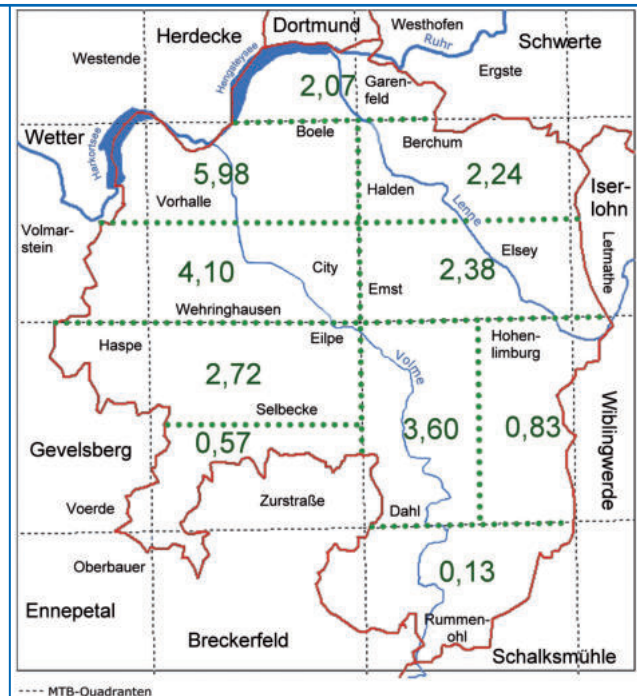 Dortmund
Herdecke
Westhofen
Schwerte
Ruhr
Westende
Hengsteysee
Ergste
2,07
Garen-
feld
Wetter
Harkortsee
Boele
Berchum
5,98
2,24
Iser-
lohn
Vorhalle
Halden
Lenne
Volmar-
stein
Elsey
Letmathe
4,10
City
2,38
Emst
Wehringhausen
Haspe
Eilpe
Hohen-
limburg
Volme
2,72
Selbecke
3,60
0,83
Wiblingwerde
0,57
Gevelsberg
Zurstraße
Voerde
Dahl
Oberbauer
0,13
Ennepetal
Rummen-
ohl
Breckerfeld
Schalksmühle
---- MTB-Quadranten